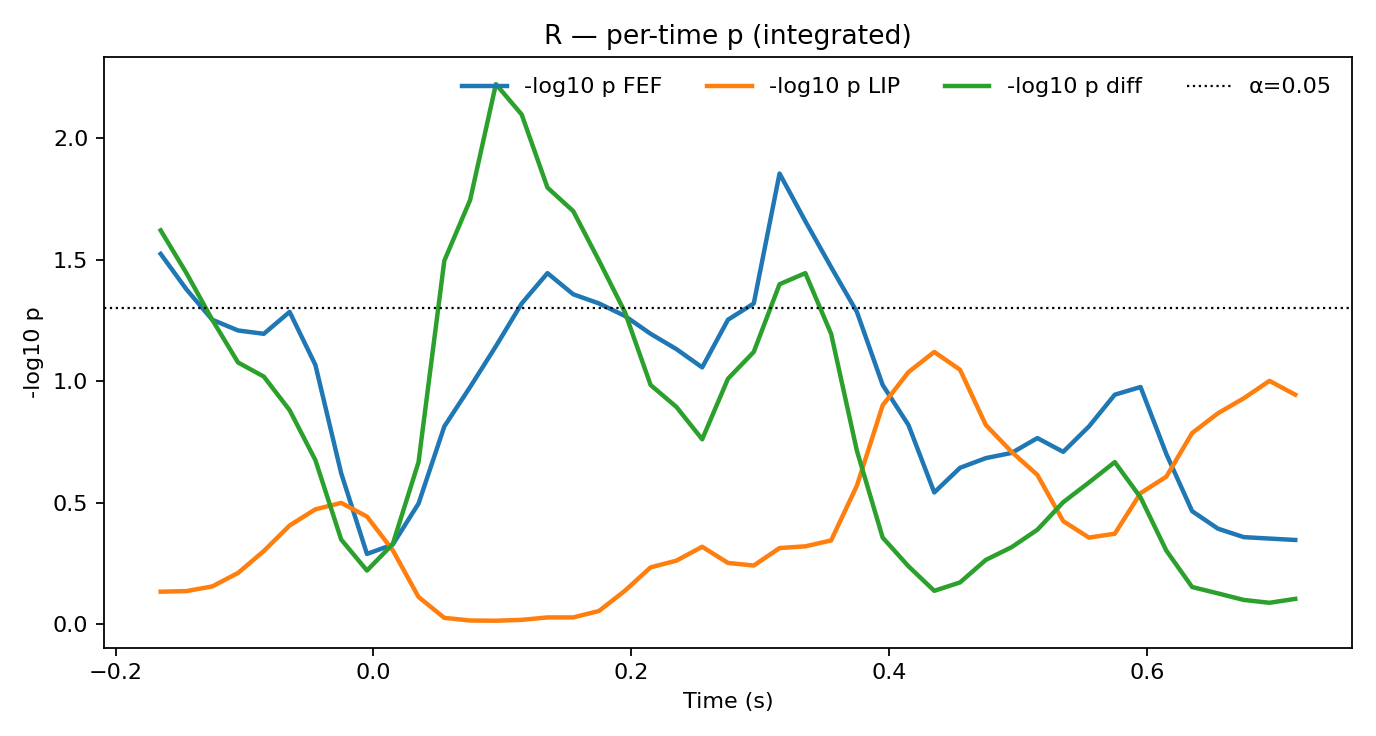 R — per-time p (integrated)
-log10 p FEF
-log10 p LIP
-log10 p diff
α=0.05
-log10 p
2.0
1.5
1.0
0.5
0.0
−0.2
0.0
0.2
0.4
0.6
Time (s)